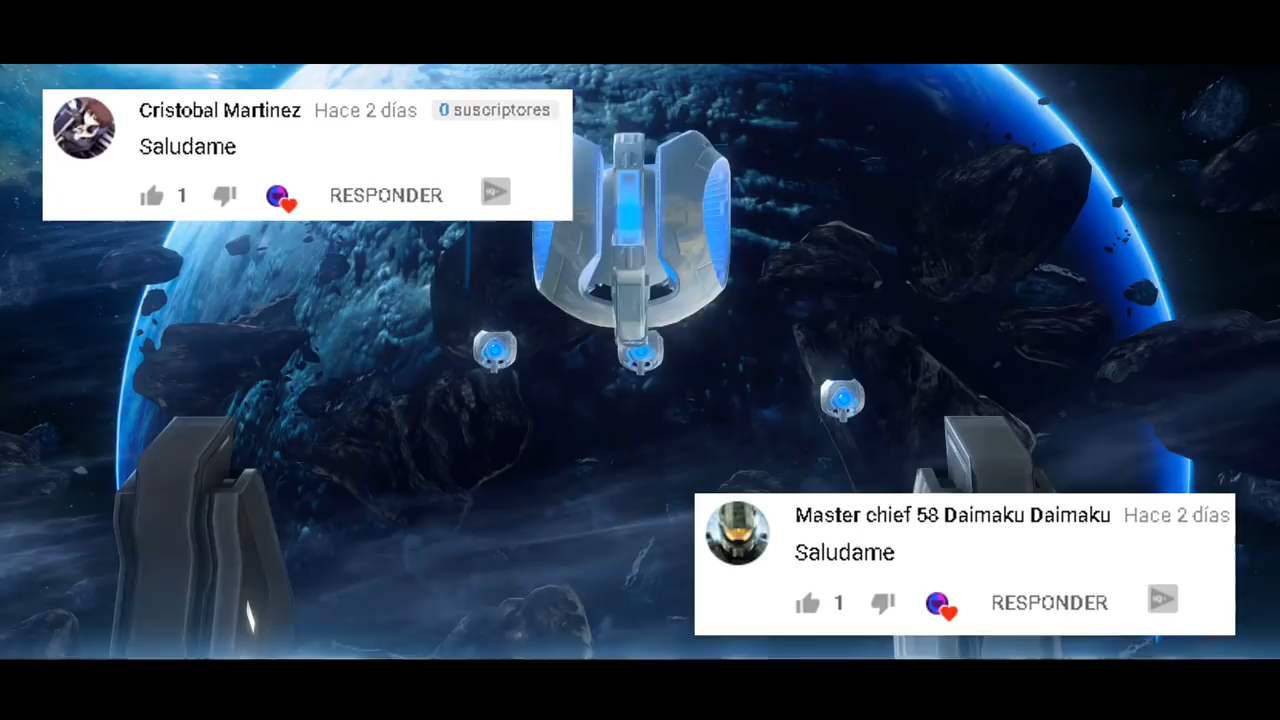 Cristobal Martinez Hace 2 días 0 suscriptores
Saludame
1 RESPONDER
Master chief 58 Daimaku Daimaku Hace 2 días
Saludame
1 RESPONDER